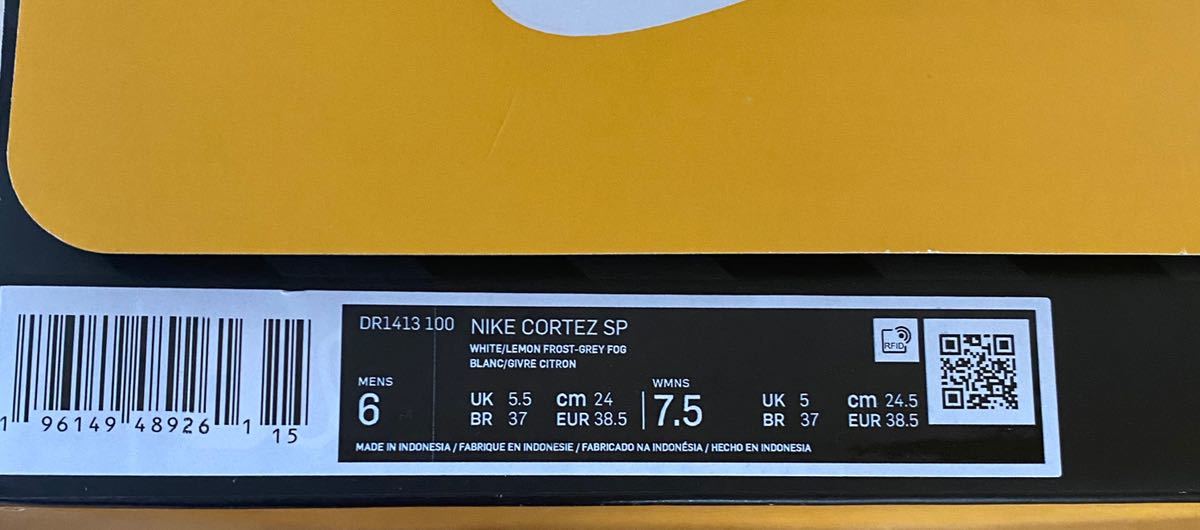 DR1413 100 NIKE CORTEZ SP
WHITE/LEMON FROST-GREY FOG
BLANC/GIVRE CITRON
RFID
MENS
6
UK 5.5 cm 24
BR 37 EUR 38.5
WMNS
7.5
UK 5 cm 24.5
BR 37 EUR 38.5
MADE IN INDONESIA / FABRIQUE EN INDONESIE / FABRICADO NA INDONÉSIA / HECHO EN INDONESIA
1 96149 48926 1 15